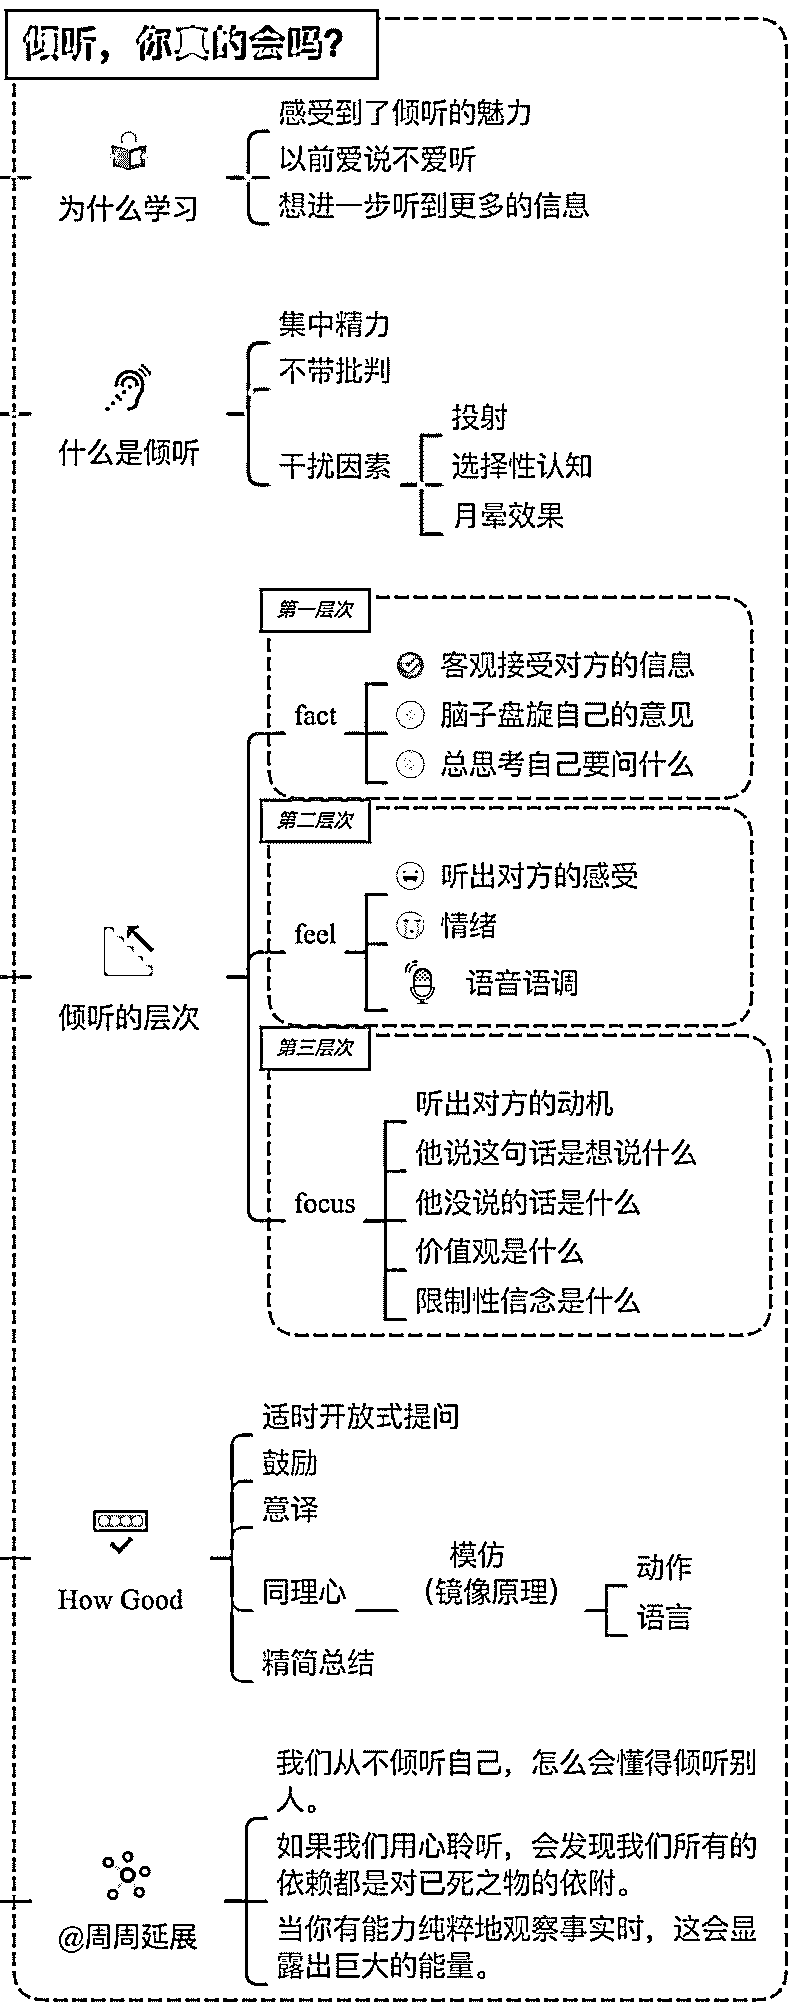 倾听，你真的会吗？
为什么学习
感受到了倾听的魅力
以前爱说不爱听
想进一步听到更多的信息
什么是倾听
集中精力
不带批判
干扰因素
投射
选择性认知
月晕效果
倾听的层次
第一层次
fact
客观接受对方的信息
脑子盘旋自己的意见
总思考自己要问什么
第二层次
feel
听出对方的感受
情绪
语音语调
第三层次
focus
听出对方的动机
他说这句话是想说什么
他没说的话是什么
价值观是什么
限制性信念是什么
How Good
适时开放式提问
鼓励
意译
同理心
模仿
（镜像原理）
动作
语言
精简总结
@周周延展
我们从不倾听自己，怎么会懂得倾听别
人。
如果我们用心聆听，会发现我们所有的
依赖都是对已死之物的依附。
当你有能力纯粹地观察事实时，这会显
露出巨大的能量。